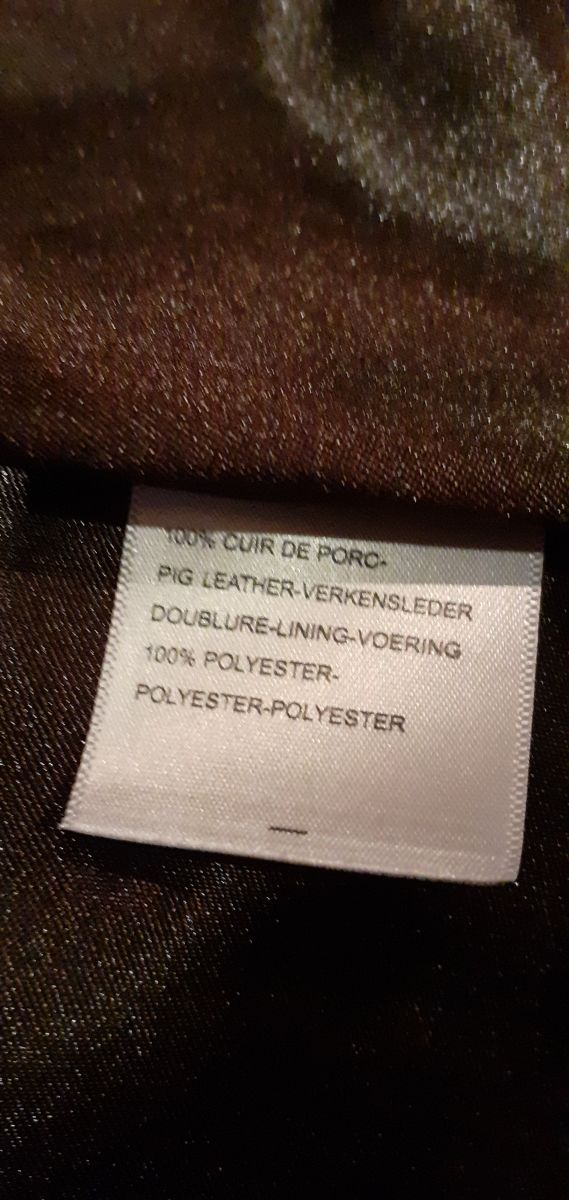 100% CUIR DE PORC-
PIG LEATHER-VERKENSLEDER
DOUBLURE-LINING-VOERING
100% POLYESTER-
POLYESTER-POLYESTER